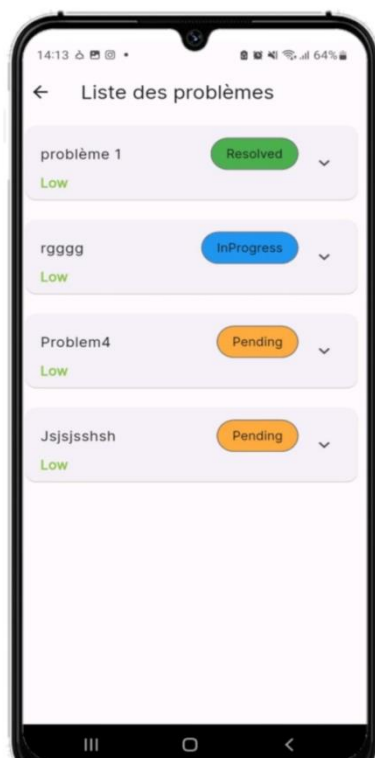 14:13 64%
Liste des problèmes
problème 1 Resolved
Low
rgggg InProgress
Low
Problem4 Pending
Low
Jsjsjsshsh Pending
Low